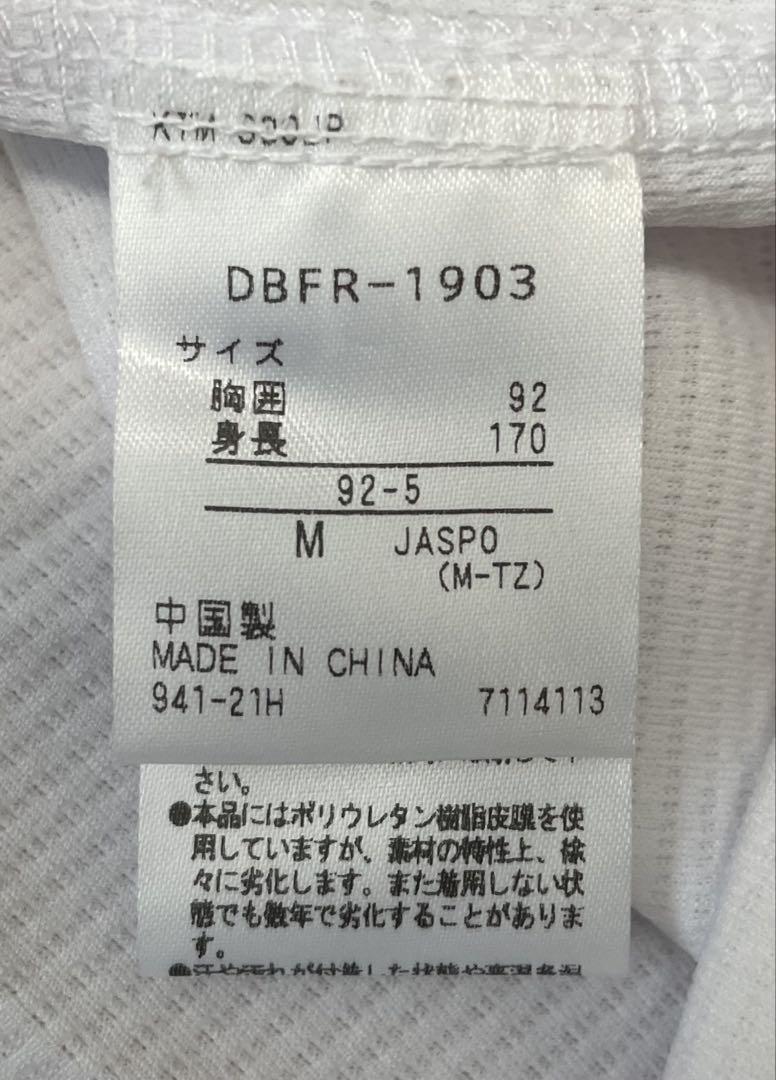 DBFR-1903
サイズ
胸囲 92
身長 170
92-5
M JASPO
(M-TZ)
中国製
MADE IN CHINA
941-21H 7114113
さい。
●本品にはポリウレタン樹脂皮膜を使
用していますが、素材の特性上、徐
々に劣化します。また着用しない状
態でも数年で劣化することがありま
す。